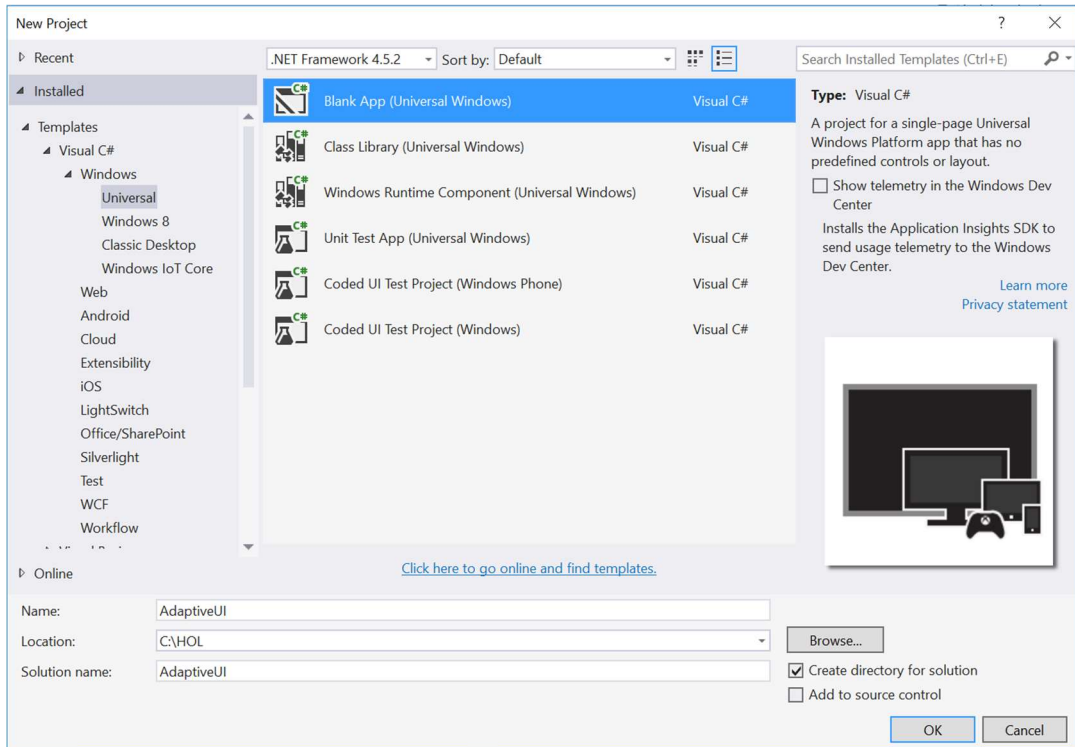 New Project
?
Recent
.NET Framework 4.5.2
Sort by: Default
Search Installed Templates (Ctrl+E)
Installed
Templates
Visual C#
Windows
Universal
Windows 8
Classic Desktop
Windows IoT Core
Web
Android
Cloud
Extensibility
iOS
LightSwitch
Office/SharePoint
Silverlight
Test
WCF
Workflow
Online
C# Blank App (Universal Windows) Visual C#
C# Class Library (Universal Windows) Visual C#
C# Windows Runtime Component (Universal Windows) Visual C#
C# Unit Test App (Universal Windows) Visual C#
C# Coded UI Test Project (Windows Phone) Visual C#
C# Coded UI Test Project (Windows) Visual C#
Click here to go online and find templates.
Type: Visual C#
A project for a single-page Universal
Windows Platform app that has no
predefined controls or layout.
Show telemetry in the Windows Dev
Center
Installs the Application Insights SDK to
send usage telemetry to the Windows
Dev Center.
Learn more
Privacy statement
Name: AdaptiveUI
Location: C:\HOL
Browse...
Solution name: AdaptiveUI
Create directory for solution
Add to source control
OK
Cancel